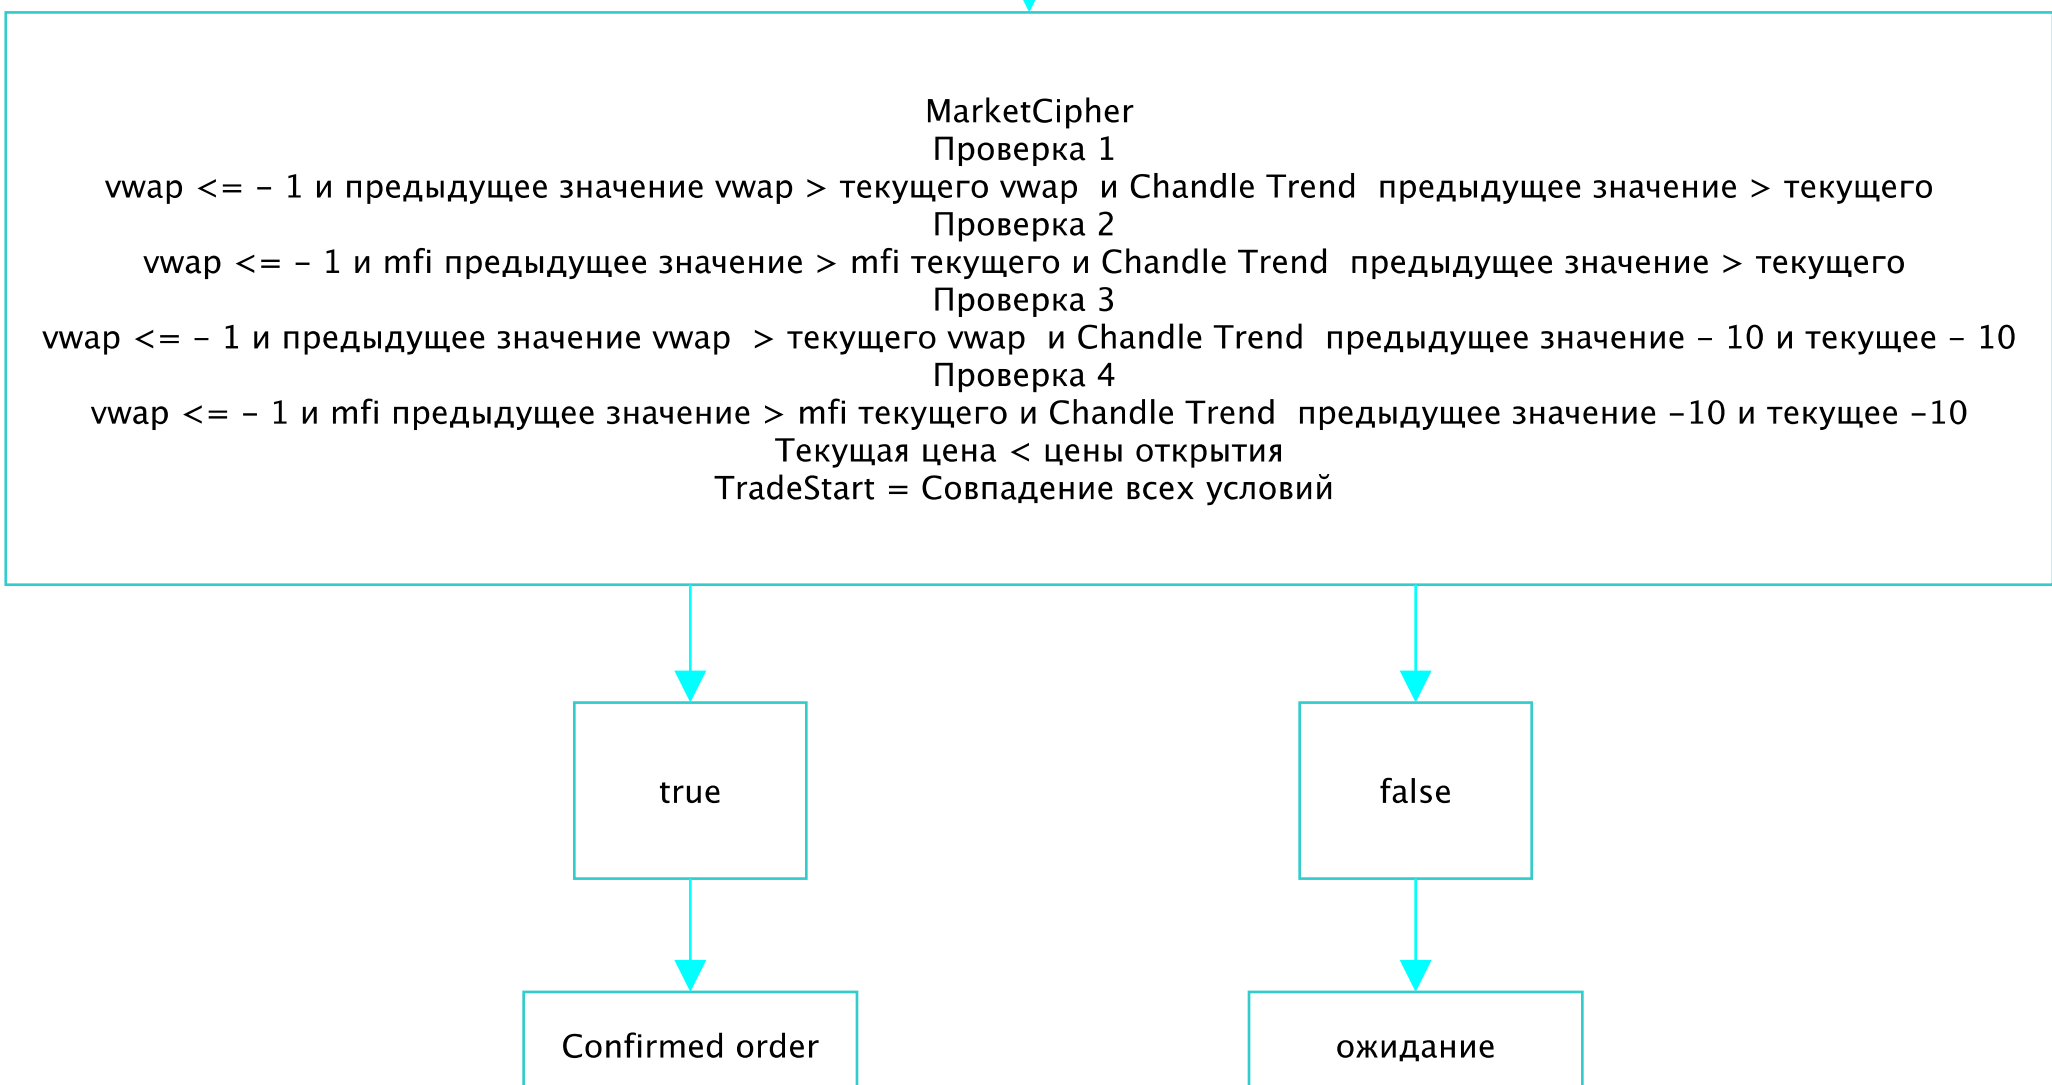 MarketCipher
Проверка 1
vwap <= – 1 и предыдущее значение vwap > текущего vwap  и Chandle Trend  предыдущее значение > текущего
Проверка 2
vwap <= – 1 и mfi предыдущее значение > mfi текущего и Chandle Trend  предыдущее значение > текущего
Проверка 3
vwap <= – 1 и предыдущее значение vwap  > текущего vwap  и Chandle Trend  предыдущее значение – 10 и текущее – 10
Проверка 4
vwap <= – 1 и mfi предыдущее значение > mfi текущего и Chandle Trend  предыдущее значение –10 и текущее –10
Текущая цена < цены открытия
TradeStart = Совпадение всех условий
true
false
Confirmed order
ожидание